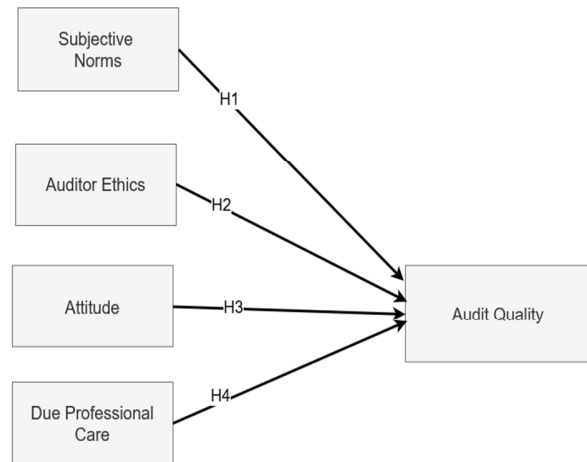 Subjective
Norms
H1
Auditor Ethics
H2
Attitude
H3
Audit Quality
Due Professional
Care
H4